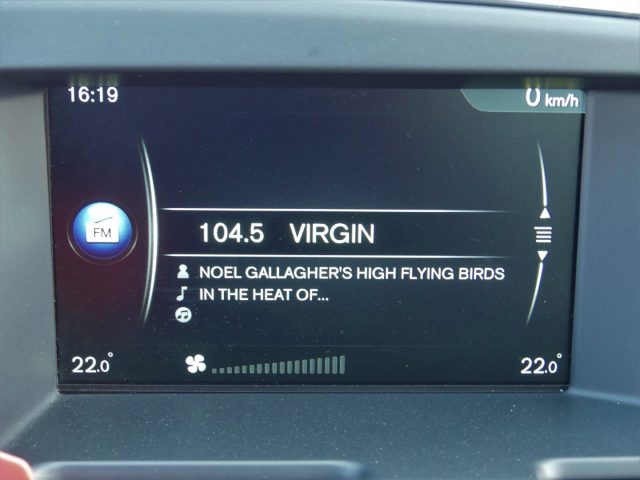 16:19
0 km/h
FM
104.5 VIRGIN
NOEL GALLAGHER'S HIGH FLYING BIRDS
IN THE HEAT OF...
22.0°
22.0°